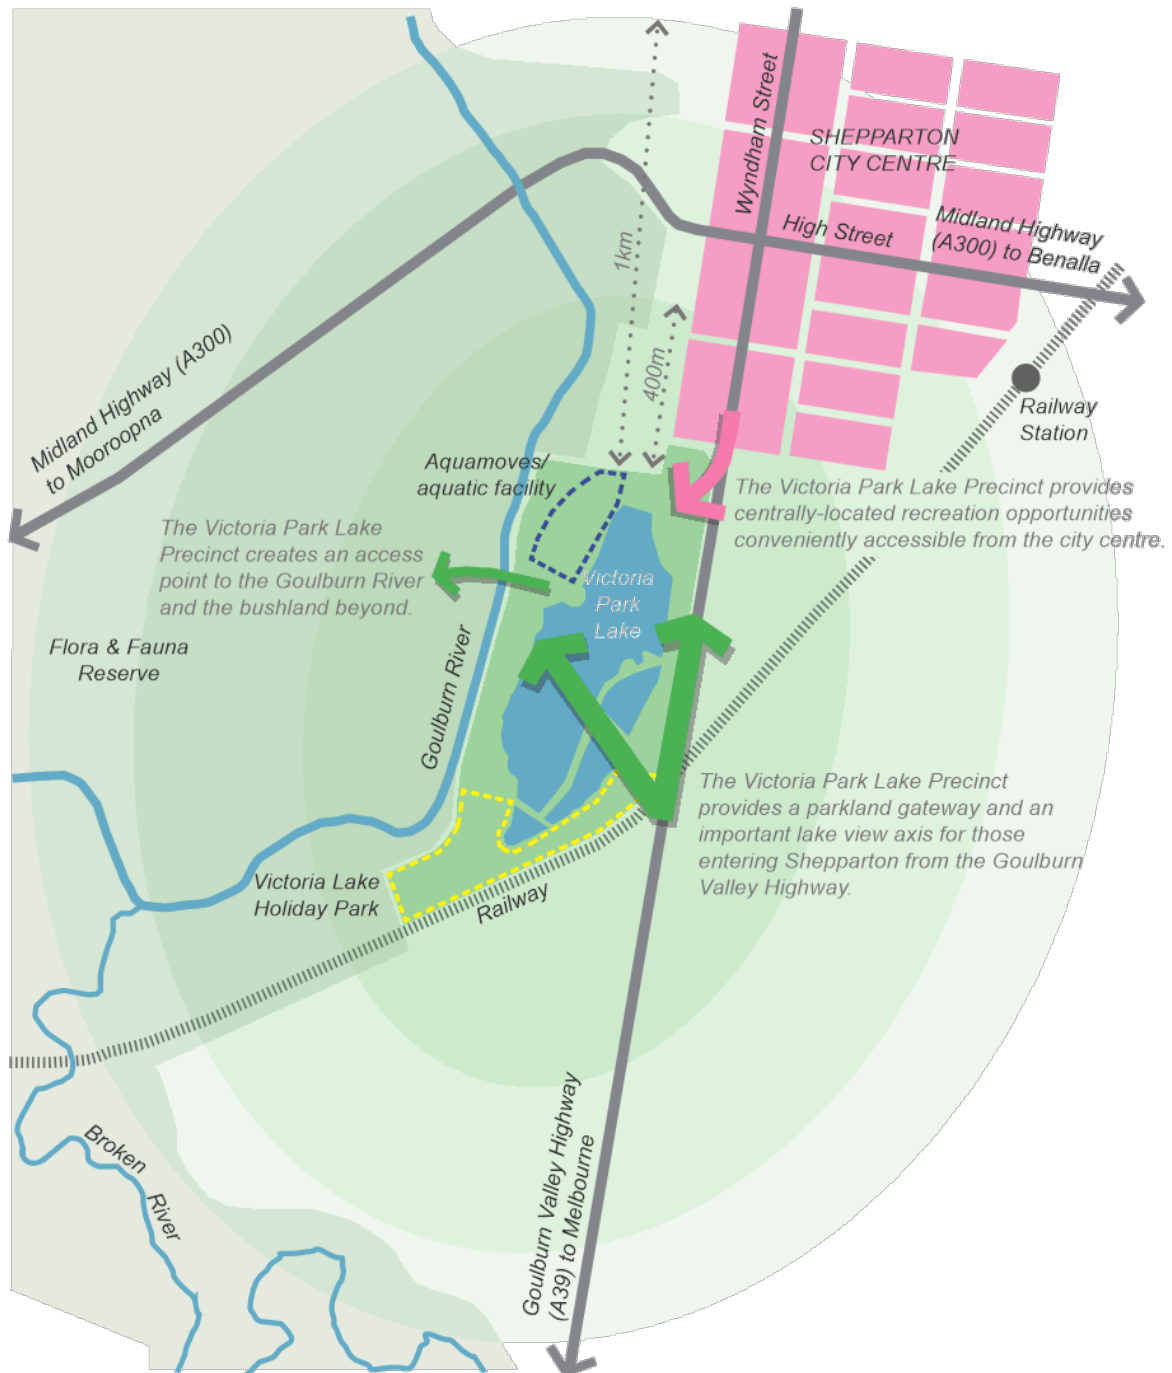 Wyndham Street
SHEPPARTON
CITY CENTRE
High Street
Midland Highway
(A300) to Benalla
1km
400m
Midland Highway (A300)
to Mooroopna
Railway
Station
Aquamoves/
aquatic facility
The Victoria Park Lake Precinct provides
centrally-located recreation opportunities
conveniently accessible from the city centre.
The Victoria Park Lake
Precinct creates an access
point to the Goulburn River
and the bushland beyond.
Victoria
Park
Lake
Flora & Fauna
Reserve
Goulburn River
The Victoria Park Lake Precinct
provides a parkland gateway and an
important lake view axis for those
entering Shepparton from the Goulburn
Valley Highway.
Victoria Lake
Holiday Park
Railway
Broken
River
Goulburn Valley Highway
(A39) to Melbourne